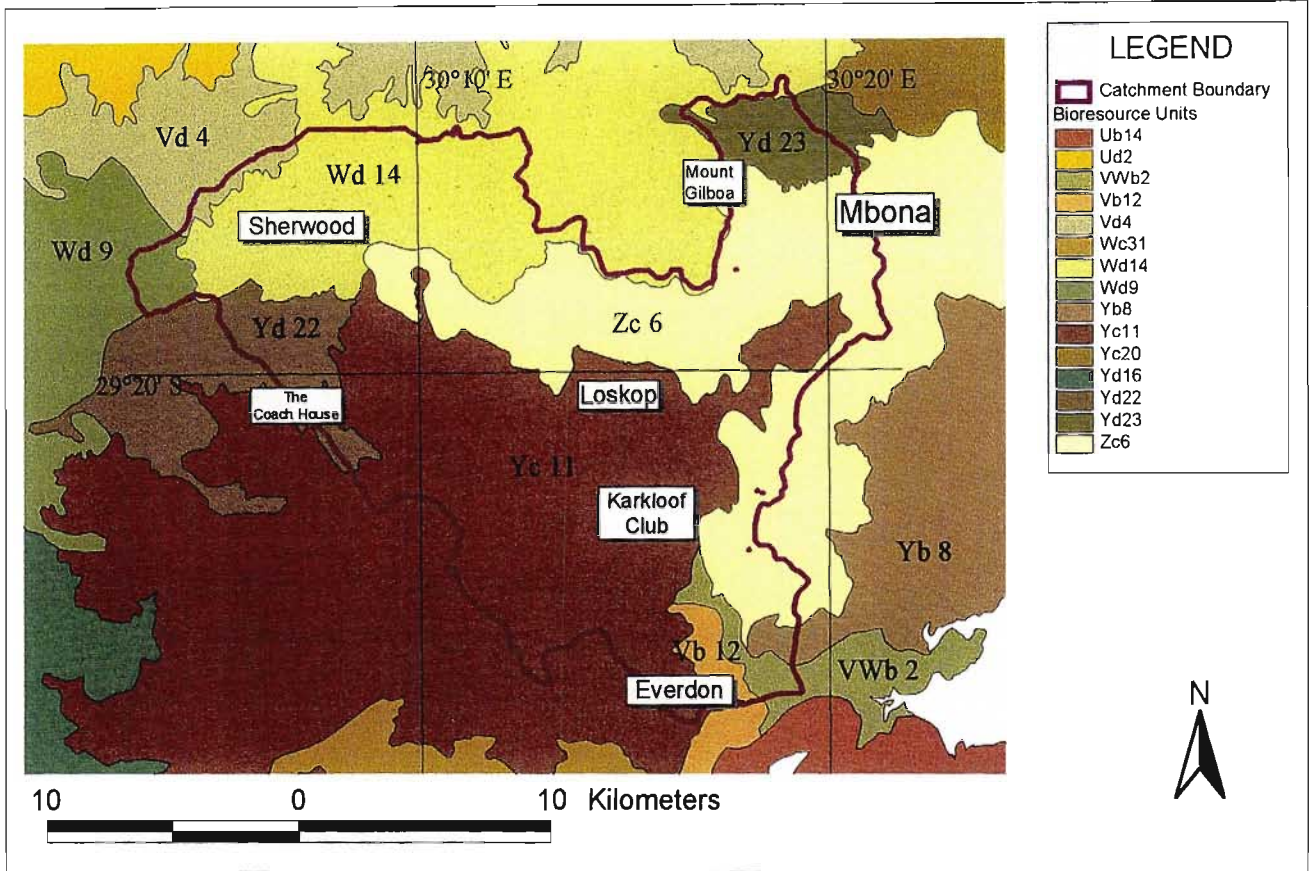 30°10' E
30°20' E
Vd 4
Wd 14
Yd 23
Mount
Gilboa
Sherwood
Mbona
Wd 9
Yd 22
Zc 6
29°20' S
The
Coach House
Loskop
Yc 11
Karkloof
Club
Yb 8
Vb 12
VWb 2
Everdon
10 0 10 Kilometers
LEGEND
Catchment Boundary
Bioresource Units
Ub14
Ud2
VWb2
Vb12
Vd4
Wc31
Wd14
Wd9
Yb8
Yc11
Yc20
Yd16
Yd22
Yd23
Zc6
N